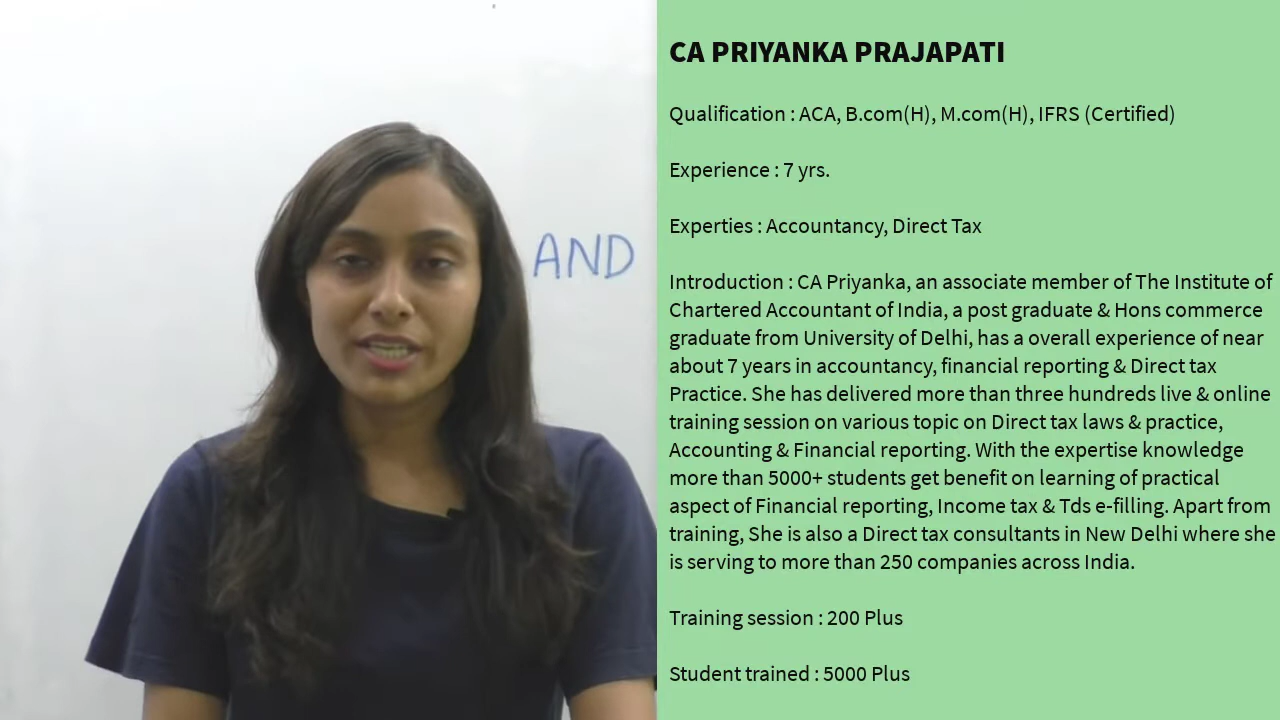 AND
CA PRIYANKA PRAJAPATI
Qualification : ACA, B.com(H), M.com(H), IFRS (Certified)
Experience : 7 yrs.
Experties : Accountancy, Direct Tax
Introduction : CA Priyanka, an associate member of The Institute of
Chartered Accountant of India, a post graduate & Hons commerce
graduate from University of Delhi, has a overall experience of near
about 7 years in accountancy, financial reporting & Direct tax
Practice. She has delivered more than three hundreds live & online
training session on various topic on Direct tax laws & practice,
Accounting & Financial reporting. With the expertise knowledge
more than 5000+ students get benefit on learning of practical
aspect of Financial reporting, Income tax & Tds e-filling. Apart from
training, She is also a Direct tax consultants in New Delhi where she
is serving to more than 250 companies across India.
Training session : 200 Plus
Student trained : 5000 Plus